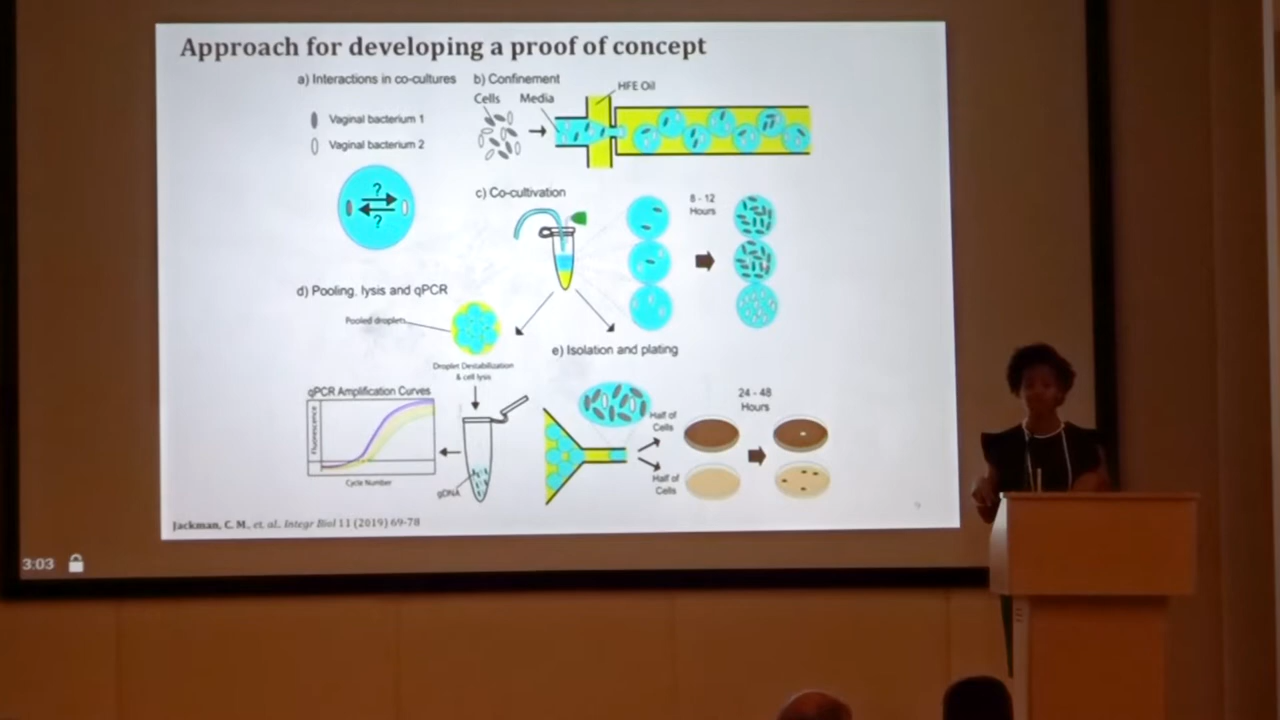 Approach for developing a proof of concept
a) Interactions in co-cultures
b) Confinement
HFE Oil
Cells
Media
Vaginal bacterium 1
Vaginal bacterium 2
?
?
c) Co-cultivation
8 - 12
Hours
d) Pooling, lysis and qPCR
Pooled droplets
e) Isolation and plating
Droplet Destabilization
& cell lysis
qPCR Amplification Curves
Fluorescence
Cycle Number
gDNA
Half of
Cells
Half of
Cells
24 - 48
Hours
9
Jackman, C. M., et. al., Integr Biol 11 (2019) 69-78
3:03